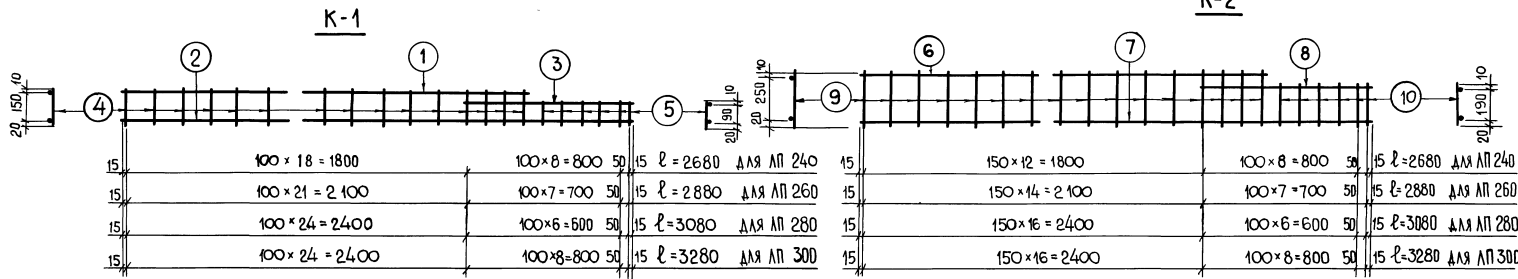 К-1
К-2
2
1
3
4
5
10
150
20
10
90
20
6
7
8
9
10
10
250
20
10
190
20
15 100 × 18 = 1800 100×8 = 800 50 15 ℓ = 2680 для ЛП 240
15 100 × 21 = 2 100 100×7 = 700 50 15 ℓ = 2880 для ЛП 260
15 100 × 24 = 2400 100×6 = 600 50 15 ℓ = 3080 для ЛП 280
15 100 × 24 = 2400 100×8 = 800 50 15 ℓ = 3280 для ЛП 300
15 150 × 12 = 1800 100×8 = 800 50 15 ℓ = 2680 для ЛП 240
15 150 × 14 = 2 100 100×7 = 700 50 15 ℓ = 2880 для ЛП 260
15 150 × 16 = 2400 100×6 = 600 50 15 ℓ = 3080 для ЛП 280
15 150 × 16 = 2400 100×8 = 800 50 15 ℓ = 3280 для ЛП 300